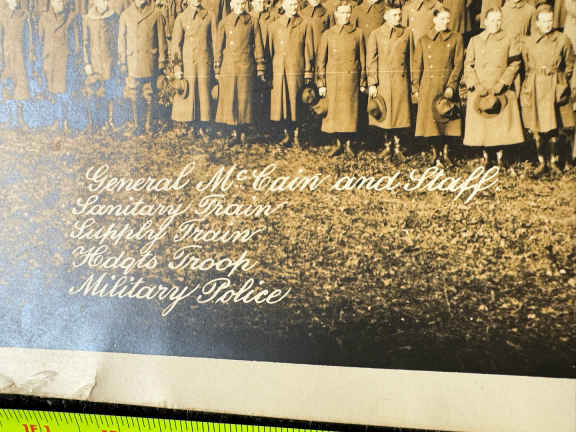 General McCain and Staff
Sanitary Train
Supply Train
Hdqts Troop
Military Police